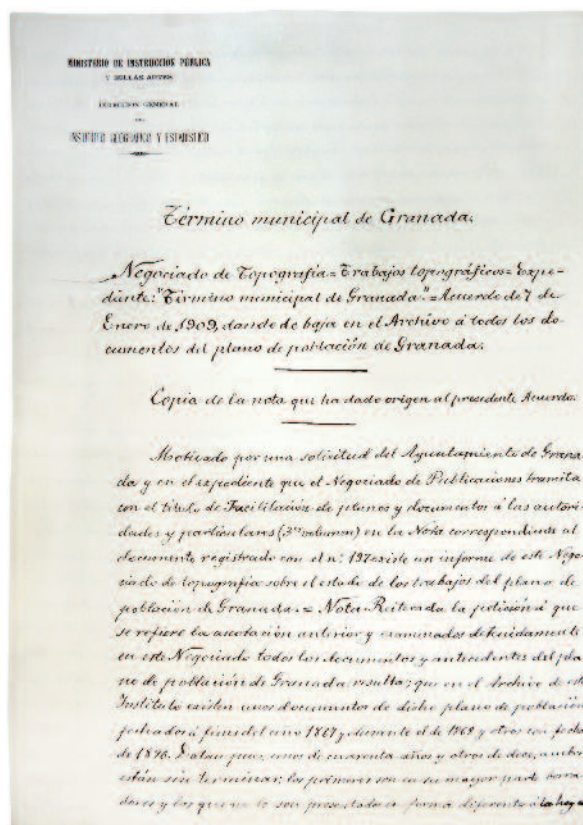 MINISTERIO DE INSTRUCCIÓN PÚBLICA
Y BELLAS ARTES
DIRECCIÓN GENERAL
DEL
INSTITUTO GEOGRÁFICO Y ESTADÍSTICO
Término municipal de Granada.
Negociado de Topografía = Trabajos topográficos = Expe-
diente: "Término municipal de Granada" = Acuerdo de 7 de
Enero de 1909, dando de baja en el Archivo á todos los do-
cumentos del plano de población de Granada.
Copia de la nota que ha dado origen al presidente Acuerdo.
Motivado por una solicitud del Ayuntamiento de Grana
da y en el expediente que el Negociado de Publicaciones tramita
con el título de Facilitación de planos y documentos á las autori
dades y particulares (3er volumen) en la Nota correspondiente al
documento registrado con el n.º 197 existe un informe de este Nego
ciado de topografía sobre el estado de los trabajos del plano de
población de Granada. = Nota. Reiterada la petición á que
se refiere la anotación anterior y examinados detenidamente
en este Negociado todos los documentos y antecedentes del pla
no de población de Granada, resulta; que en el Archivo de este
Instituto existen unos documentos de dicho plano de población
fechados á fines del año 1867 y durante el de 1869 y otros con fecha
de 1896. Datan pues, unos de cuarenta años y otros de doce, ambos
están sin terminar; los primeros son en su mayor parte borra
dores y los que no lo son presentados en forma diferente á la hoy